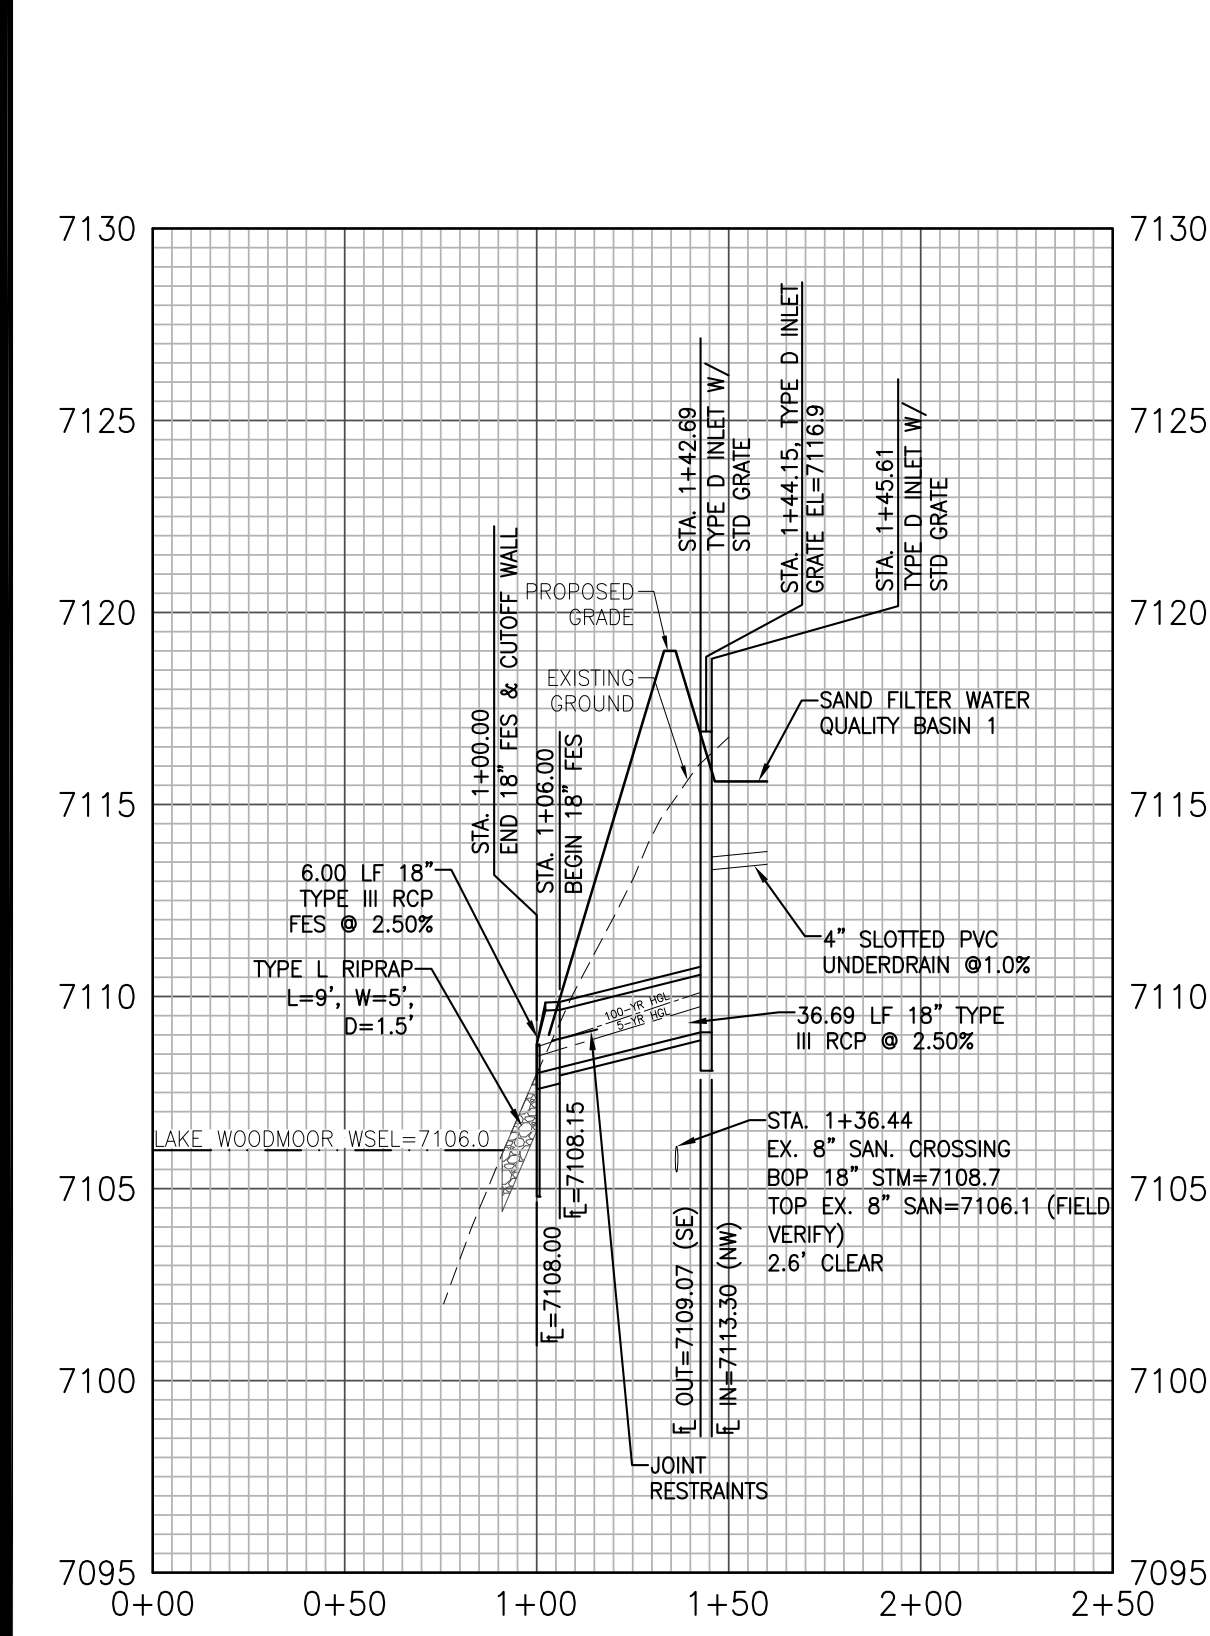 7130
7130
7125
7125
7120
7120
7115
7115
7110
7110
7105
7105
7100
7100
7095
7095
0+00
0+50
1+00
1+50
2+00
2+50
STA. 1+00.00
END 18" FES & CUTOFF WALL
STA. 1+06.00
BEGIN 18" FES
STA. 1+42.69
TYPE D INLET W/
STD GRATE
STA. 1+44.15, TYPE D INLET
GRATE EL=7116.9
STA. 1+45.61
TYPE D INLET W/
STD GRATE
PROPOSED
GRADE
EXISTING
GROUND
SAND FILTER WATER
QUALITY BASIN 1
6.00 LF 18"
TYPE III RCP
FES @ 2.50%
TYPE L RIPRAP
L=9', W=5',
D=1.5'
4" SLOTTED PVC
UNDERDRAIN @1.0%
100-YR HGL
5-YR HGL
36.69 LF 18" TYPE
III RCP @ 2.50%
LAKE WOODMOOR WSEL=7106.0
FL=7108.15
FL=7108.00
FL OUT=7109.07 (SE)
FL IN=7113.30 (NW)
STA. 1+36.44
EX. 8" SAN. CROSSING
BOP 18" STM=7108.7
TOP EX. 8" SAN=7106.1 (FIELD
VERIFY)
2.6' CLEAR
JOINT
RESTRAINTS